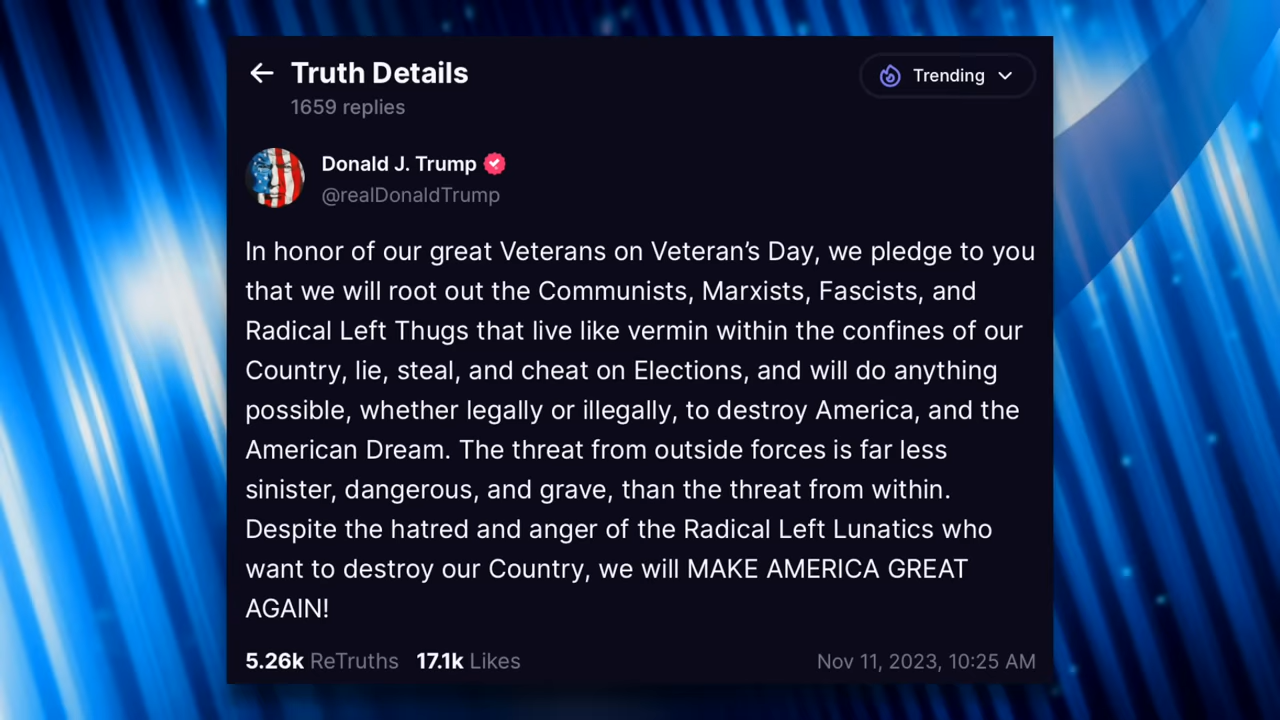 Truth Details
Trending
1659 replies
Donald J. Trump
@realDonaldTrump
In honor of our great Veterans on Veteran’s Day, we pledge to you
that we will root out the Communists, Marxists, Fascists, and
Radical Left Thugs that live like vermin within the confines of our
Country, lie, steal, and cheat on Elections, and will do anything
possible, whether legally or illegally, to destroy America, and the
American Dream. The threat from outside forces is far less
sinister, dangerous, and grave, than the threat from within.
Despite the hatred and anger of the Radical Left Lunatics who
want to destroy our Country, we will MAKE AMERICA GREAT
AGAIN!
5.26k ReTruths 17.1k Likes Nov 11, 2023, 10:25 AM